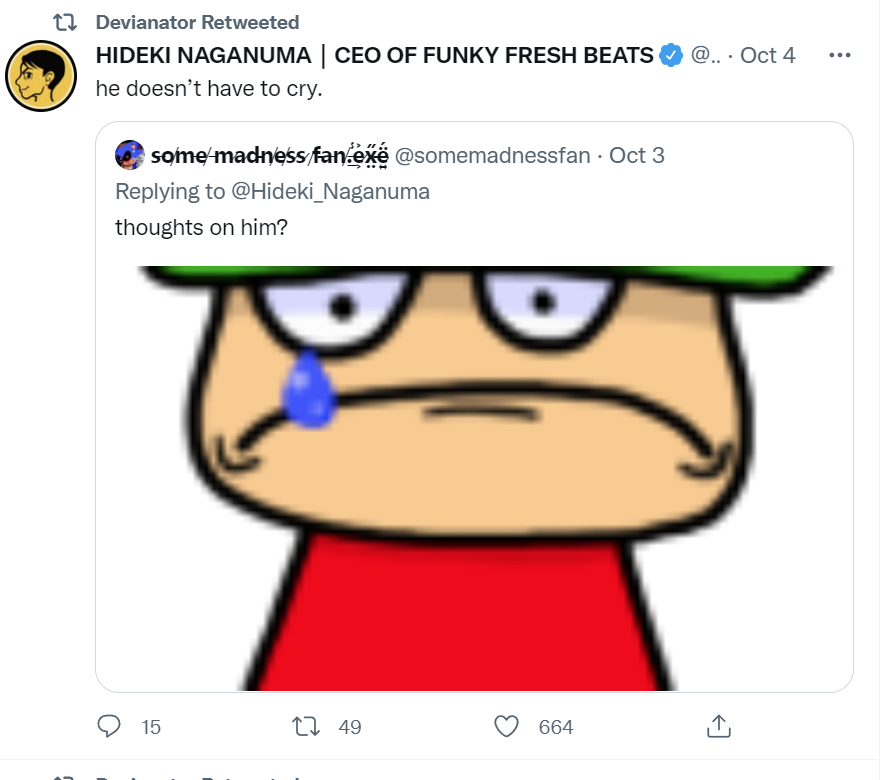 Devianator Retweeted
HIDEKI NAGANUMA | CEO OF FUNKY FRESH BEATS @.. · Oct 4 ···
he doesn’t have to cry.
some madness fan.exe @somemadnessfan · Oct 3
Replying to @Hideki_Naganuma
thoughts on him?
15 49 664